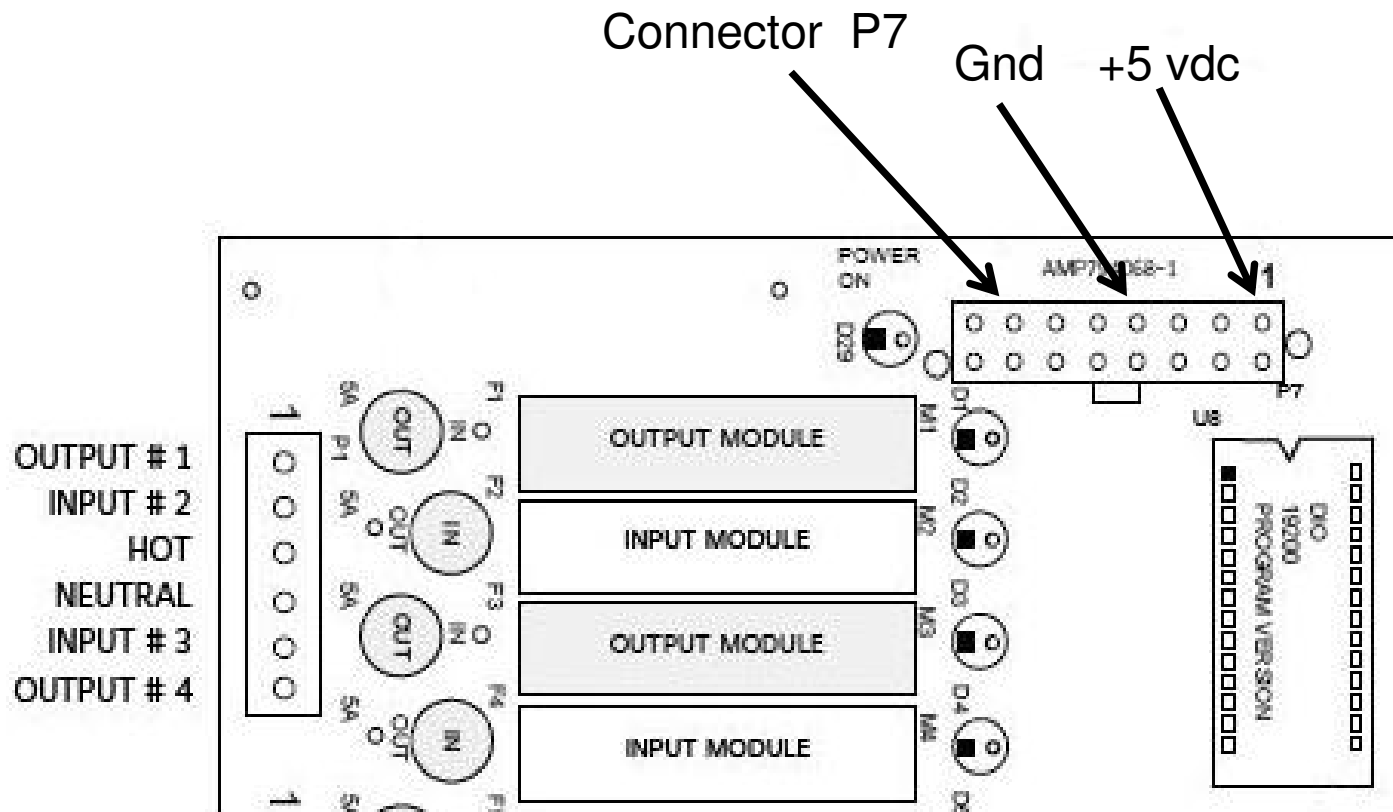 Connector P7
Gnd +5 vdc
POWER
ON
1
D29
P7
U8
1
P1
OUTPUT # 1
INPUT # 2
HOT
NEUTRAL
INPUT # 3
OUTPUT # 4
5A
OUT
IN
F1
OUTPUT MODULE
M1
D1
5A
OUT
IN
F2
INPUT MODULE
M2
D2
5A
OUT
IN
F3
OUTPUT MODULE
M3
D3
5A
OUT
IN
F4
INPUT MODULE
M4
D4
DIO
19200
PROGRAM VERSION
1